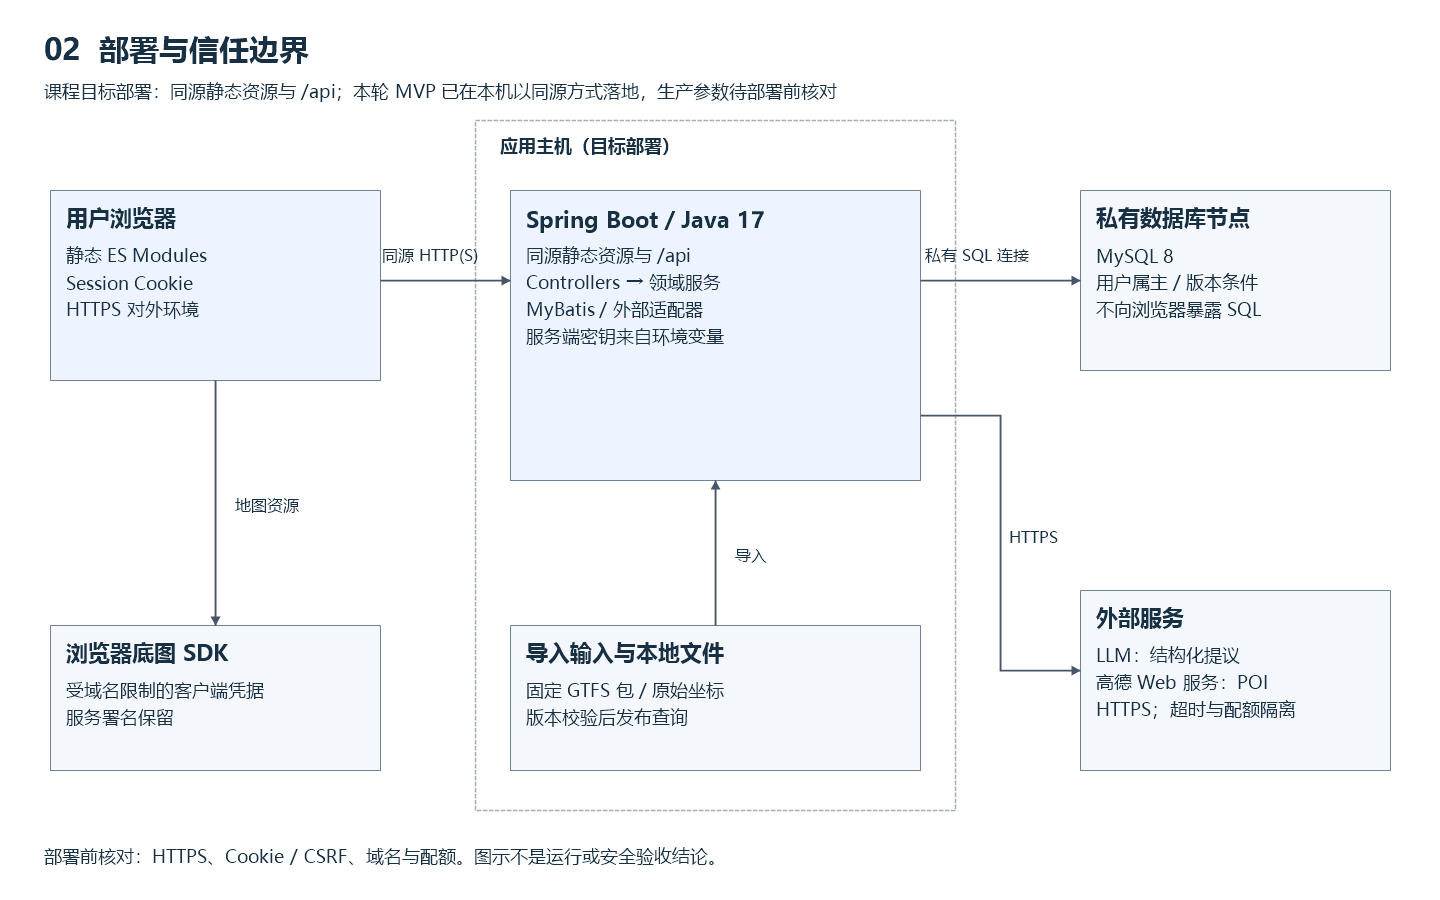 02 部署与信任边界
课程目标部署：同源静态资源与 /api；本轮 MVP 已在本机以同源方式落地，生产参数待部署前核对
应用主机（目标部署）
用户浏览器
静态 ES Modules
Session Cookie
HTTPS 对外环境
同源 HTTP(S)
Spring Boot / Java 17
同源静态资源与 /api
Controllers → 领域服务
MyBatis / 外部适配器
服务端密钥来自环境变量
私有 SQL 连接
私有数据库节点
MySQL 8
用户属主 / 版本条件
不向浏览器暴露 SQL
地图资源
导入
HTTPS
浏览器底图 SDK
受域名限制的客户端凭据
服务署名保留
导入输入与本地文件
固定 GTFS 包 / 原始坐标
版本校验后发布查询
外部服务
LLM：结构化提议
高德 Web 服务：POI
HTTPS；超时与配额隔离
部署前核对：HTTPS、Cookie / CSRF、域名与配额。图示不是运行或安全验收结论。